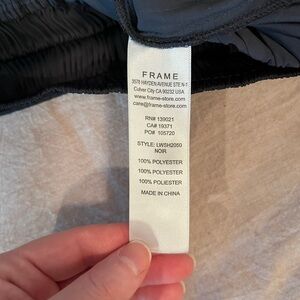 FRAME
3578 HAYDEN AVENUE STE N-1
Culver City CA 90232 USA
www.frame-store.com
care@frame-store.com
RN# 139021
CA# 19371
PO# 105720
STYLE: LWSH2050
NOIR
100% POLYESTER
100% POLYESTER
100% POLIESTER
MADE IN CHINA